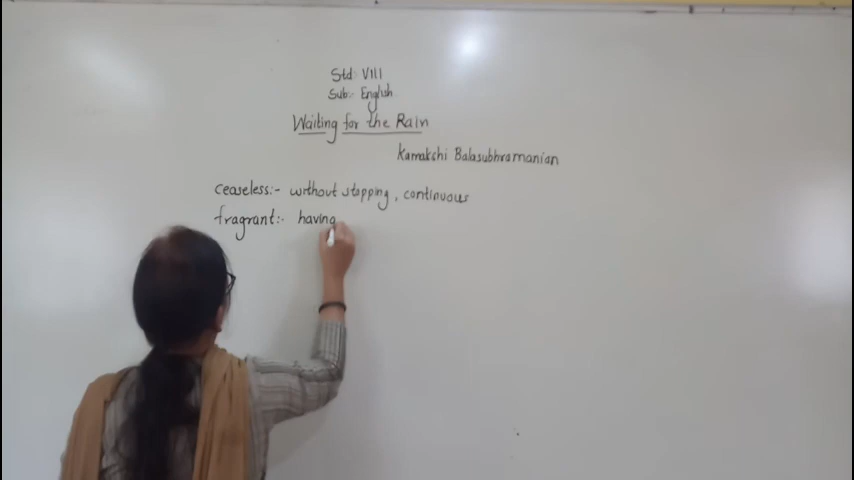 Std:- VIII
Sub:- English
Waiting for the Rain
Kamakshi Balasubhramanian
ceaseless:- without stopping, continuous
fragrant:- having